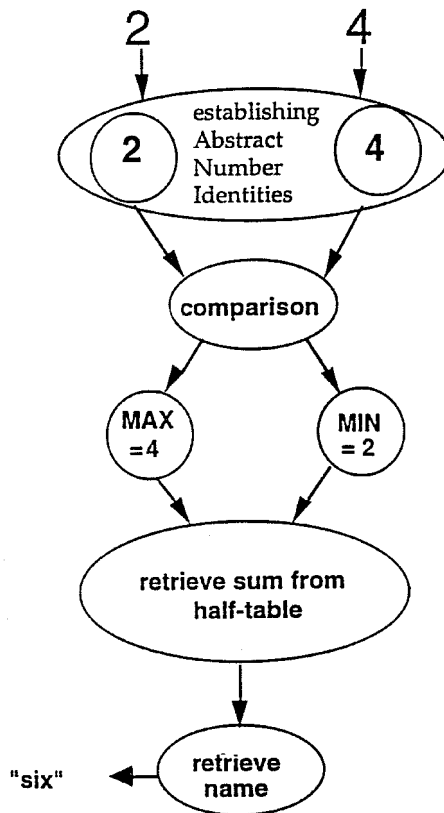 2 4
establishing
Abstract
Number
Identities
2 4
comparison
MAX
=4
MIN
= 2
retrieve sum from
half-table
retrieve
name
"six"